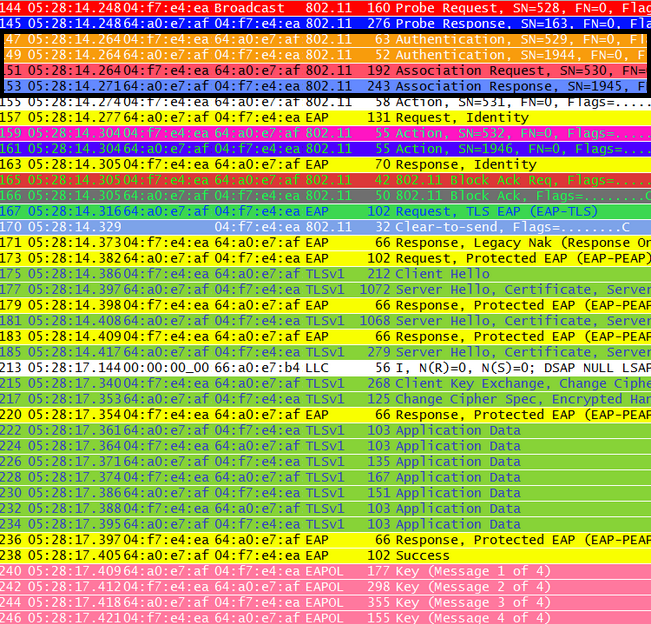 144 05:28:14.248 04:f7:e4:ea Broadcast 802.11 160 Probe Request, SN=528, FN=0, Flag
145 05:28:14.248 64:a0:e7:af 04:f7:e4:ea 802.11 276 Probe Response, SN=163, FN=0, Fl
47 05:28:14.264 04:f7:e4:ea 64:a0:e7:af 802.11 63 Authentication, SN=529, FN=0, Fl
49 05:28:14.264 64:a0:e7:af 04:f7:e4:ea 802.11 52 Authentication, SN=1944, FN=0, F
51 05:28:14.268 04:f7:e4:ea 64:a0:e7:af 802.11 192 Association Request, SN=530, FN=
53 05:28:14.271 64:a0:e7:af 04:f7:e4:ea 802.11 243 Association Response, SN=1945, F
155 05:28:14.274 04:f7:e4:ea 64:a0:e7:af 802.11 58 Action, SN=531, FN=0, Flags=.....
157 05:28:14.277 64:a0:e7:af 04:f7:e4:ea EAP 131 Request, Identity
159 05:28:14.304 04:f7:e4:ea 64:a0:e7:af 802.11 55 Action, SN=532, FN=0, Flags=.....
161 05:28:14.305 64:a0:e7:af 04:f7:e4:ea 802.11 55 Action, SN=1946, FN=0, Flags=....
163 05:28:14.305 04:f7:e4:ea 64:a0:e7:af EAP 70 Response, Identity
165 05:28:14.305 04:f7:e4:ea 64:a0:e7:af 802.11 42 802.11 Block Ack Req, Flags=.....
166 05:28:14.305 64:a0:e7:af 04:f7:e4:ea 802.11 50 802.11 Block Ack, Flags=........C
167 05:28:14.316 64:a0:e7:af 04:f7:e4:ea EAP 102 Request, TLS EAP (EAP-TLS)
170 05:28:14.329 04:f7:e4:ea 802.11 32 Clear-to-send, Flags=........C
171 05:28:14.373 04:f7:e4:ea 64:a0:e7:af EAP 66 Response, Legacy Nak (Response On
173 05:28:14.382 64:a0:e7:af 04:f7:e4:ea EAP 102 Request, Protected EAP (EAP-PEAP)
175 05:28:14.386 04:f7:e4:ea 64:a0:e7:af TLSv1 212 Client Hello
177 05:28:14.397 64:a0:e7:af 04:f7:e4:ea TLSv1 1072 Server Hello, Certificate, Server
179 05:28:14.398 04:f7:e4:ea 64:a0:e7:af EAP 66 Response, Protected EAP (EAP-PEAP
181 05:28:14.408 64:a0:e7:af 04:f7:e4:ea TLSv1 1068 Server Hello, Certificate, Server
183 05:28:14.409 04:f7:e4:ea 64:a0:e7:af EAP 66 Response, Protected EAP (EAP-PEAP
185 05:28:14.417 64:a0:e7:af 04:f7:e4:ea TLSv1 279 Server Hello, Certificate, Server
213 05:28:17.144 00:00:00_00 66:a0:e7:b4 LLC 56 I, N(R)=0, N(S)=0; DSAP NULL LSAP
215 05:28:17.340 04:f7:e4:ea 64:a0:e7:af TLSv1 268 Client Key Exchange, Change Ciphe
217 05:28:17.353 64:a0:e7:af 04:f7:e4:ea TLSv1 125 Change Cipher Spec, Encrypted Han
220 05:28:17.354 04:f7:e4:ea 64:a0:e7:af EAP 66 Response, Protected EAP (EAP-PEAP
222 05:28:17.361 64:a0:e7:af 04:f7:e4:ea TLSv1 103 Application Data
224 05:28:17.364 04:f7:e4:ea 64:a0:e7:af TLSv1 103 Application Data
226 05:28:17.371 64:a0:e7:af 04:f7:e4:ea TLSv1 135 Application Data
228 05:28:17.374 04:f7:e4:ea 64:a0:e7:af TLSv1 167 Application Data
230 05:28:17.386 64:a0:e7:af 04:f7:e4:ea TLSv1 151 Application Data
232 05:28:17.388 04:f7:e4:ea 64:a0:e7:af TLSv1 103 Application Data
234 05:28:17.395 64:a0:e7:af 04:f7:e4:ea TLSv1 103 Application Data
236 05:28:17.397 04:f7:e4:ea 64:a0:e7:af EAP 66 Response, Protected EAP (EAP-PEAP
238 05:28:17.405 64:a0:e7:af 04:f7:e4:ea EAP 102 Success
240 05:28:17.409 64:a0:e7:af 04:f7:e4:ea EAPOL 177 Key (Message 1 of 4)
242 05:28:17.412 04:f7:e4:ea 64:a0:e7:af EAPOL 298 Key (Message 2 of 4)
244 05:28:17.418 64:a0:e7:af 04:f7:e4:ea EAPOL 355 Key (Message 3 of 4)
246 05:28:17.421 04:f7:e4:ea 64:a0:e7:af EAPOL 155 Key (Message 4 of 4)